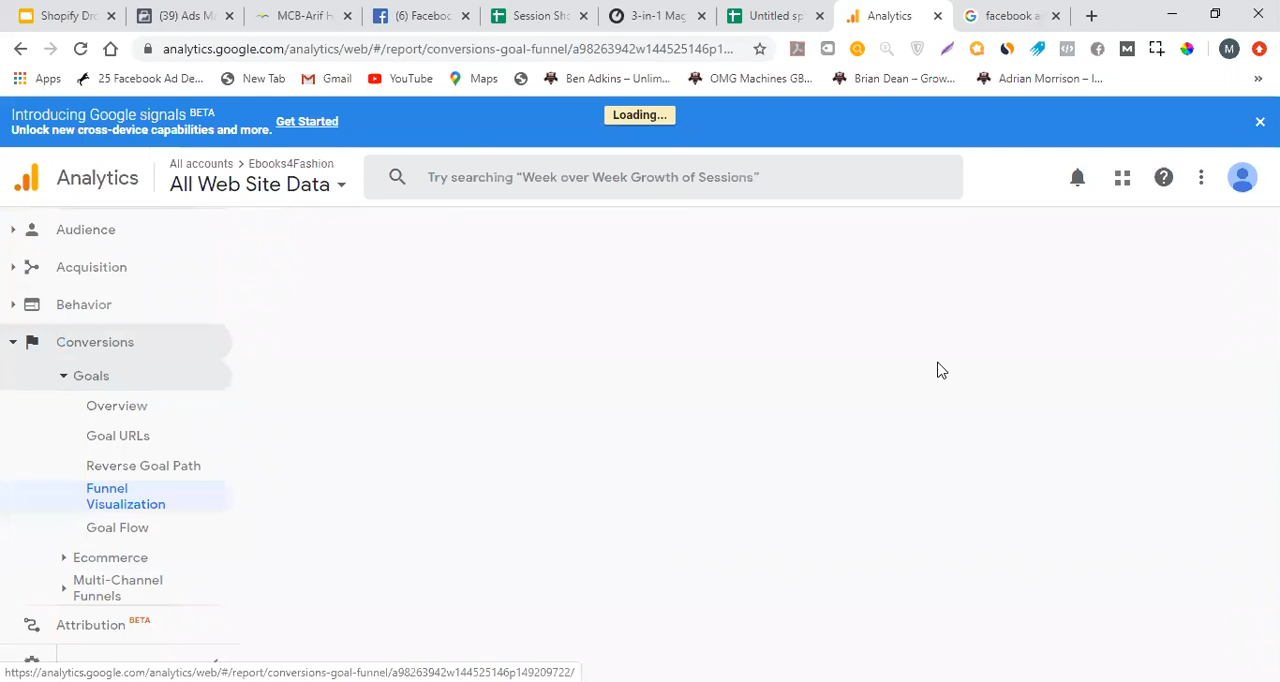 Shopify Dro
(39) Ads Ma
MCB-Arif H
(6) Faceboo
Session Sho
3-in-1 Mag
Untitled sp
Analytics
facebook a
analytics.google.com/analytics/web/#/report/conversions-goal-funnel/a98263942w144525146p1...
M
M
Apps
25 Facebook Ad De...
New Tab
Gmail
YouTube
Maps
Ben Adkins – Unlim...
OMG Machines GB...
Brian Dean – Grow...
Adrian Morrison – I...
»
Introducing Google signals BETA
Unlock new cross-device capabilities and more.
Get Started
Loading...
Analytics
All accounts > Ebooks4Fashion
All Web Site Data
Try searching “Week over Week Growth of Sessions”
Audience
Acquisition
Behavior
Conversions
Goals
Overview
Goal URLs
Reverse Goal Path
Funnel
Visualization
Goal Flow
Ecommerce
Multi-Channel
Funnels
Attribution BETA
https://analytics.google.com/analytics/web/#/report/conversions-goal-funnel/a98263942w144525146p149209722/